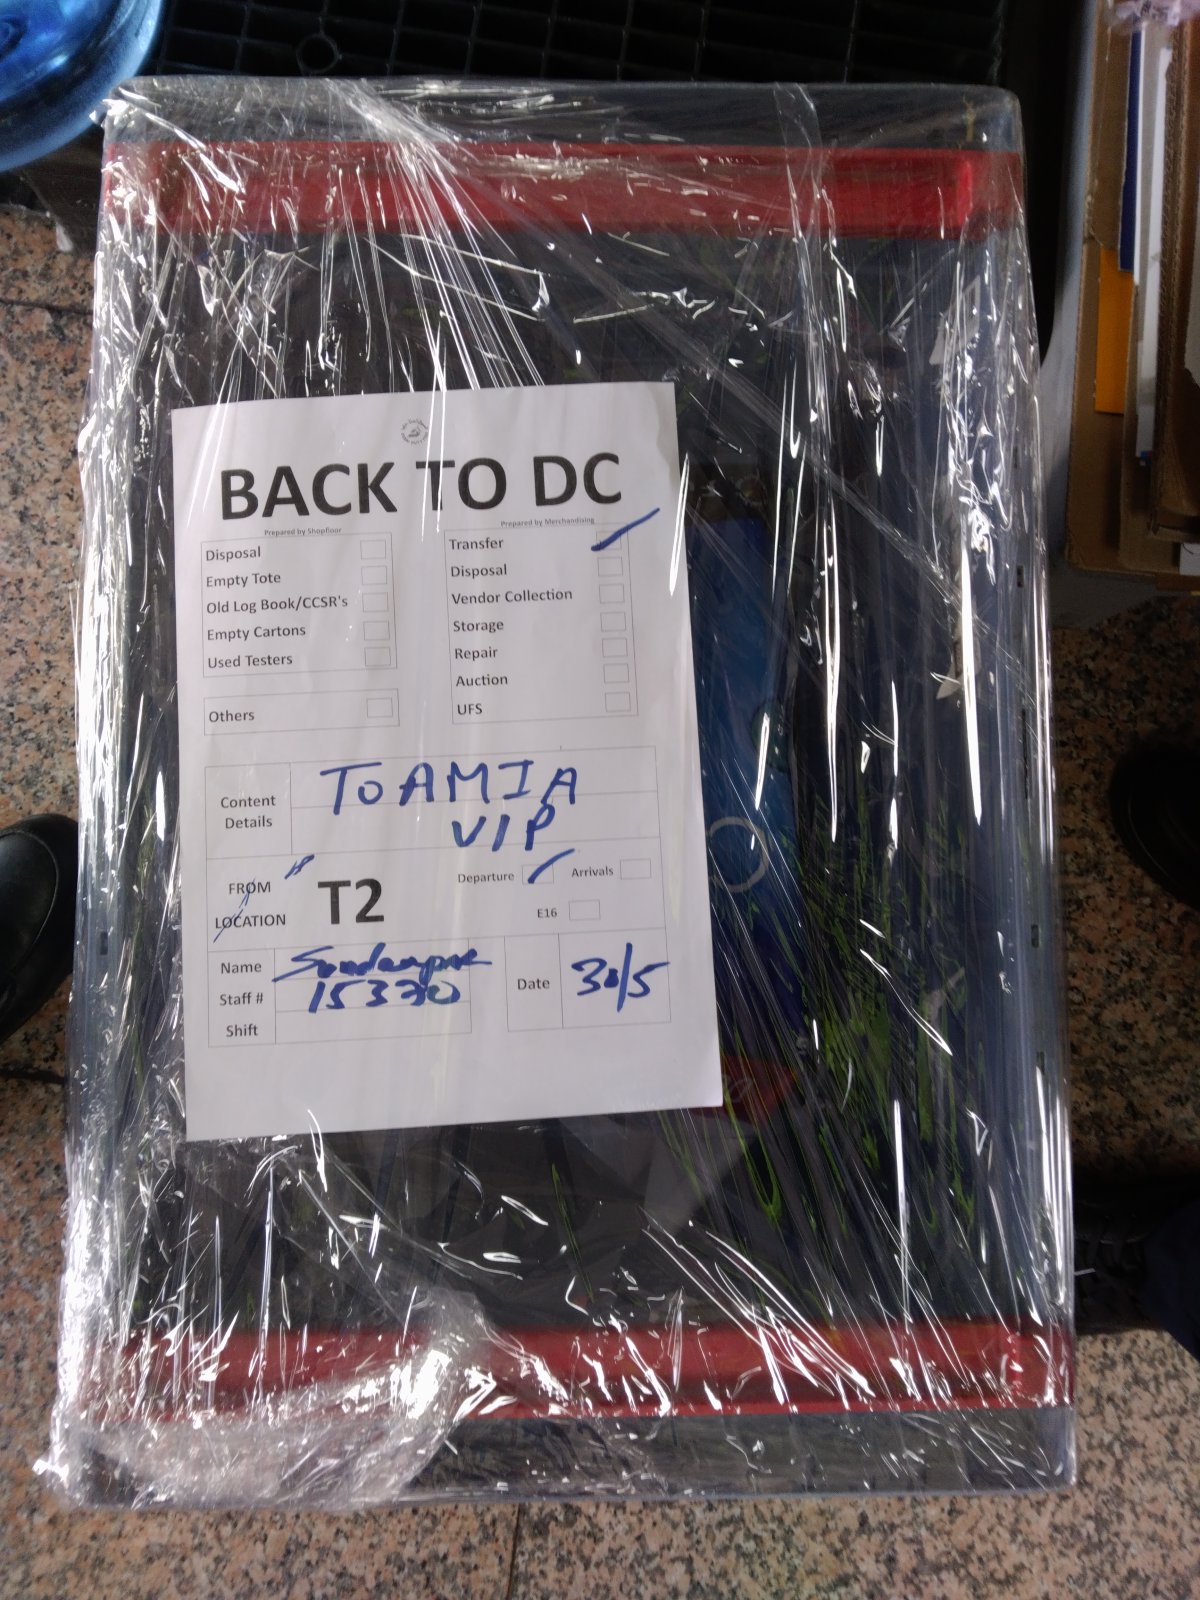 BACK TO DC
Prepared by Shopfloor
Disposal
Empty Tote
Old Log Book/CCSR's
Empty Cartons
Used Testers
Others
Prepared by Merchandising
Transfer
Disposal
Vendor Collection
Storage
Repair
Auction
UFS
Content Details
To AMIA
VIP
FROM
LOCATION
T2
Departure
Arrivals
E16
Name
Staff #
15330
Shift
Date
30/5